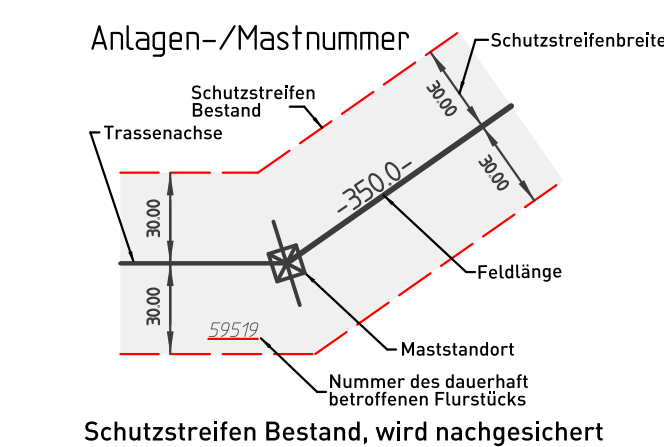 Anlagen-/Mastnummer
Schutzstreifenbreite
Schutzstreifen
Bestand
Trassenachse
30.00
30.00
30.00
30.00
-350.0-
Feldlänge
59519
Maststandort
Nummer des dauerhaft
betroffenen Flurstücks
Schutzstreifen Bestand, wird nachgesichert